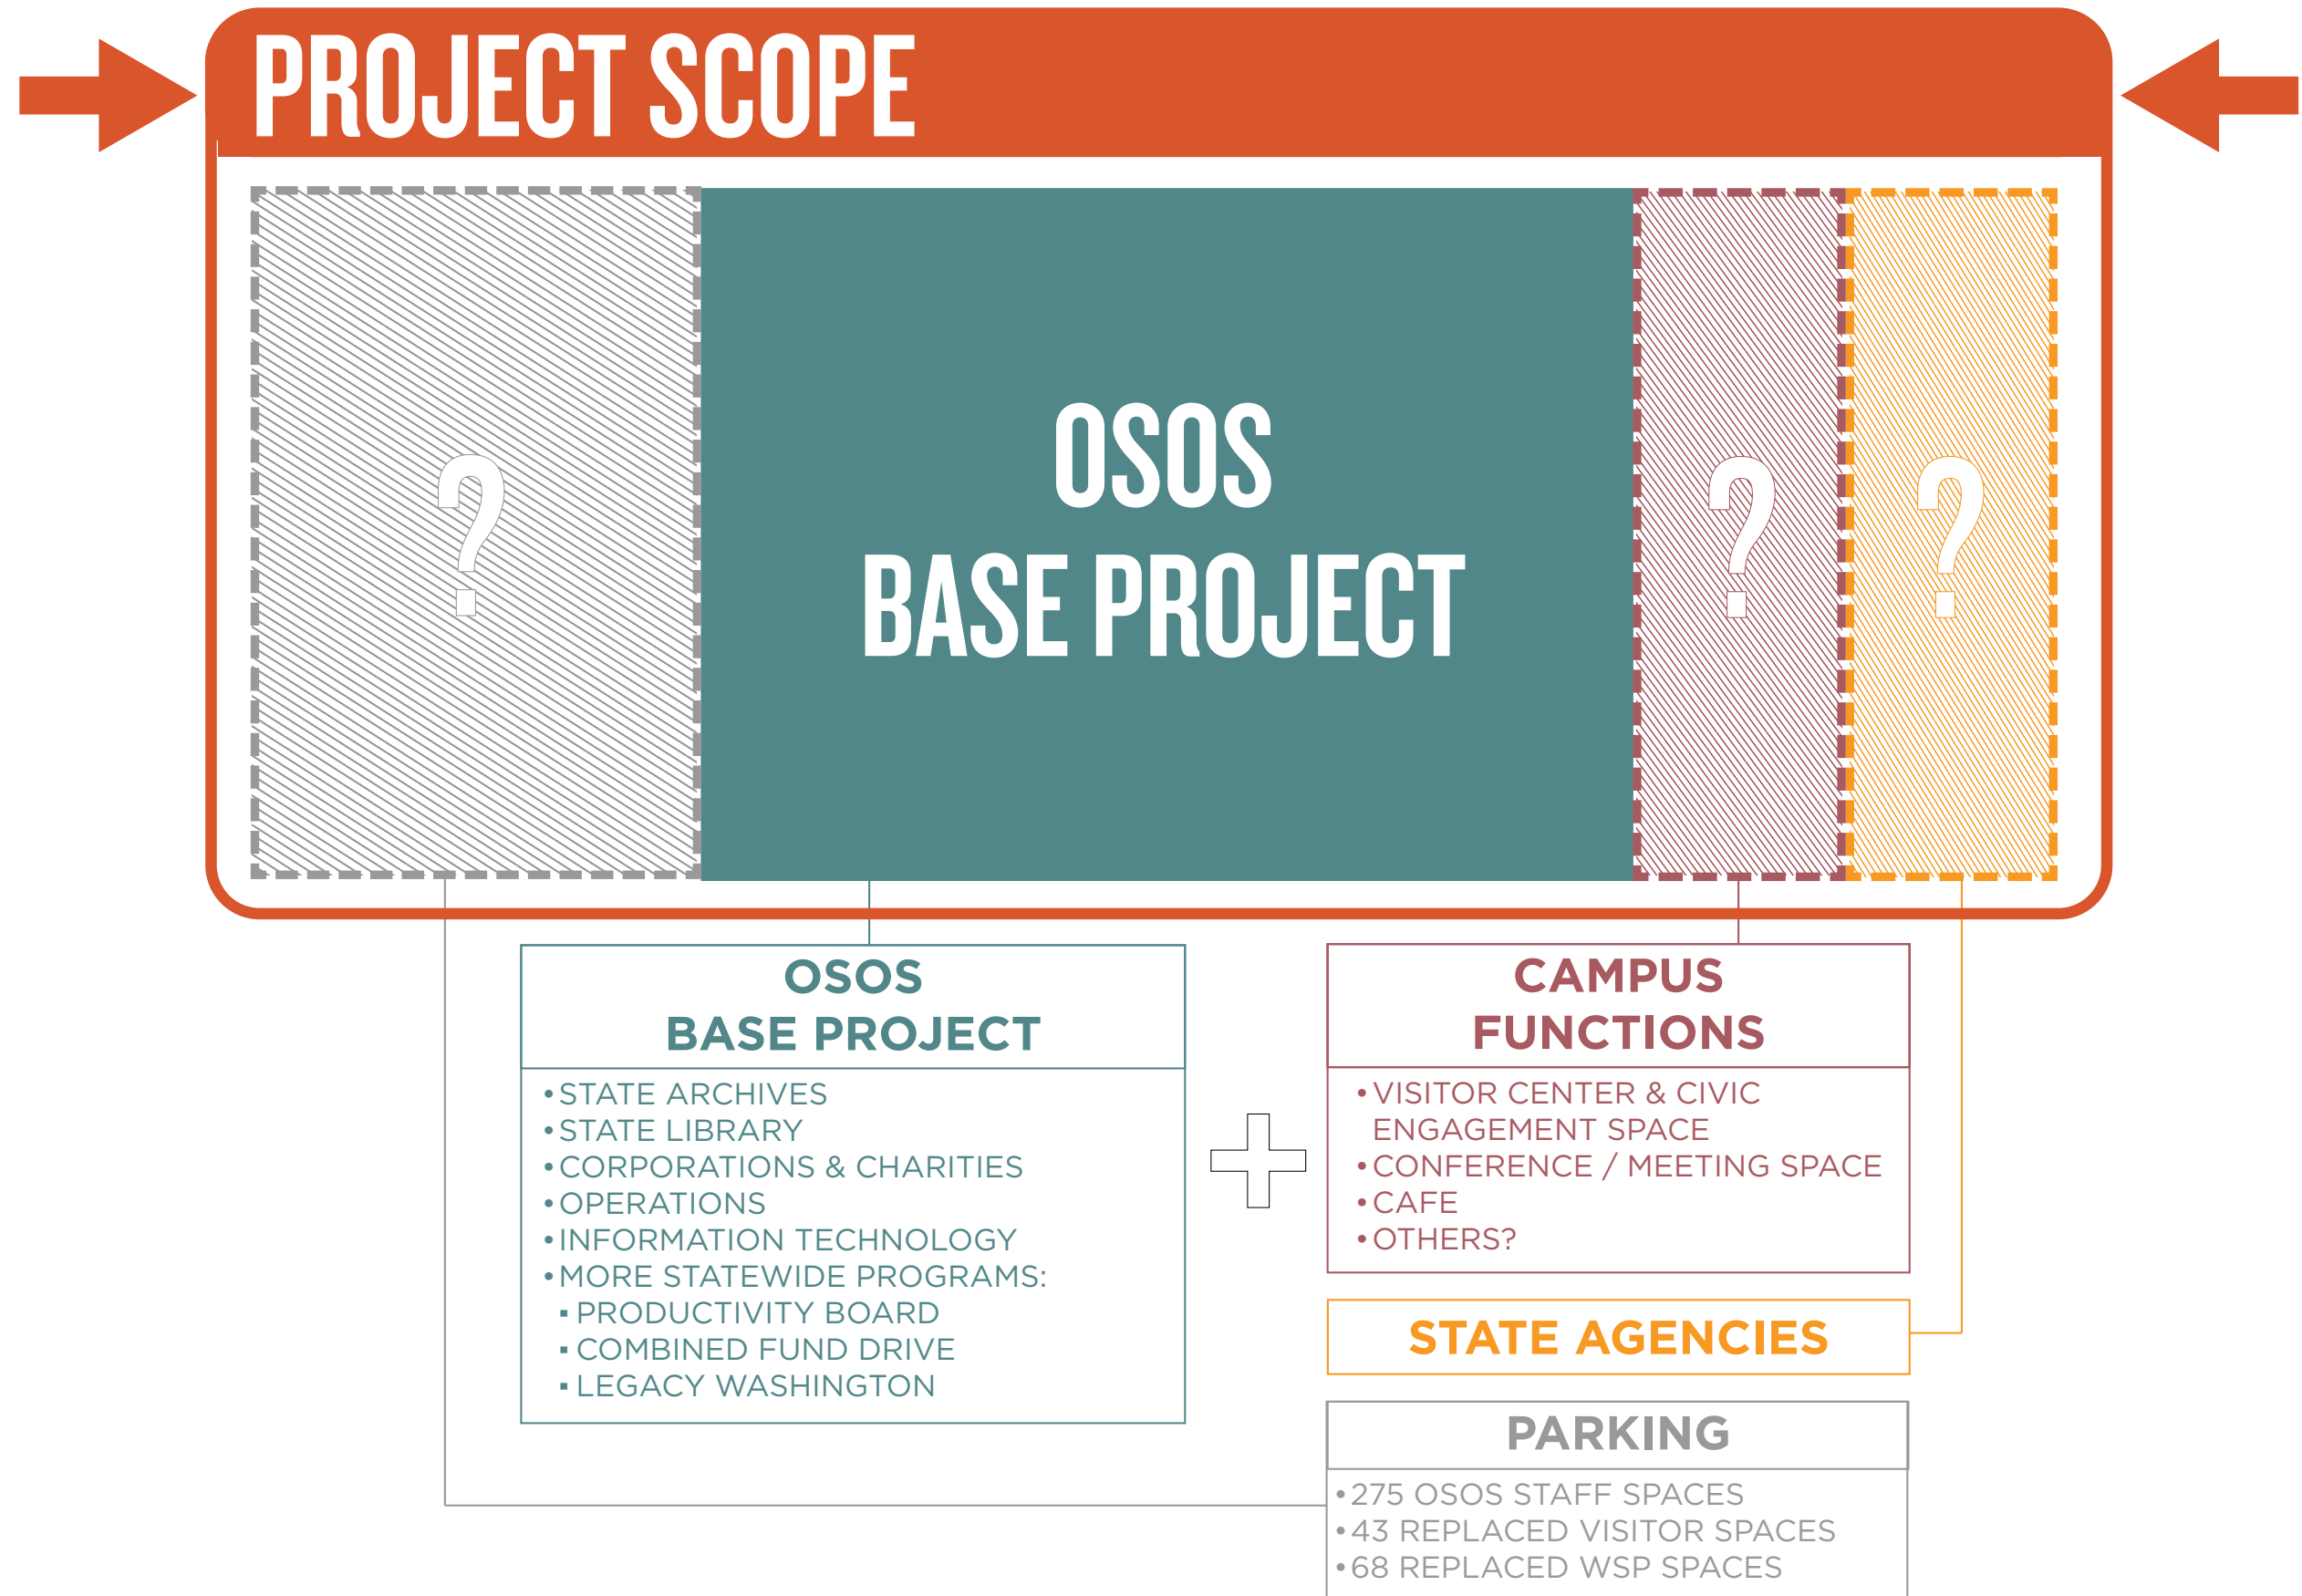 PROJECT SCOPE
?
OSOS
BASE PROJECT
?
?
OSOS
BASE PROJECT
• STATE ARCHIVES
• STATE LIBRARY
• CORPORATIONS & CHARITIES
• OPERATIONS
• INFORMATION TECHNOLOGY
• MORE STATEWIDE PROGRAMS:
▪ PRODUCTIVITY BOARD
▪ COMBINED FUND DRIVE
▪ LEGACY WASHINGTON
CAMPUS
FUNCTIONS
• VISITOR CENTER & CIVIC
ENGAGEMENT SPACE
• CONFERENCE / MEETING SPACE
• CAFE
• OTHERS?
STATE AGENCIES
PARKING
• 275 OSOS STAFF SPACES
• 43 REPLACED VISITOR SPACES
• 68 REPLACED WSP SPACES